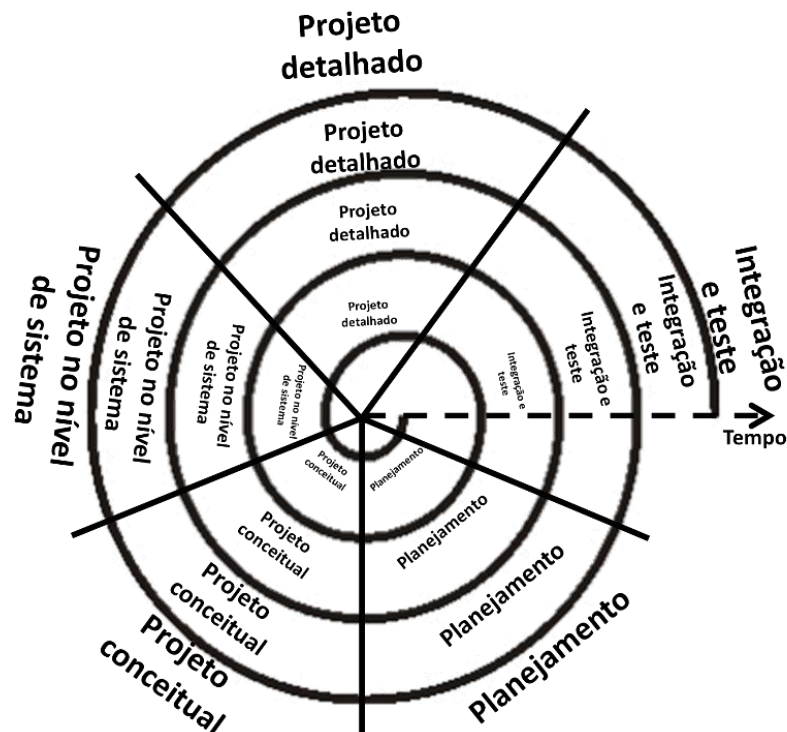 Projeto
detalhado
Projeto
detalhado
Projeto
detalhado
Projeto
detalhado
Projeto no nível
de sistema
Projeto no nível
de sistema
Projeto no nível
de sistema
Projeto no nível
de sistema
Integração e
teste
Integração e
teste
Integração
e teste
Integração
e teste
Tempo
Projeto
conceitual
Planejamento
Projeto
conceitual
Planejamento
Projeto
conceitual
Planejamento
Projeto
conceitual
Planejamento